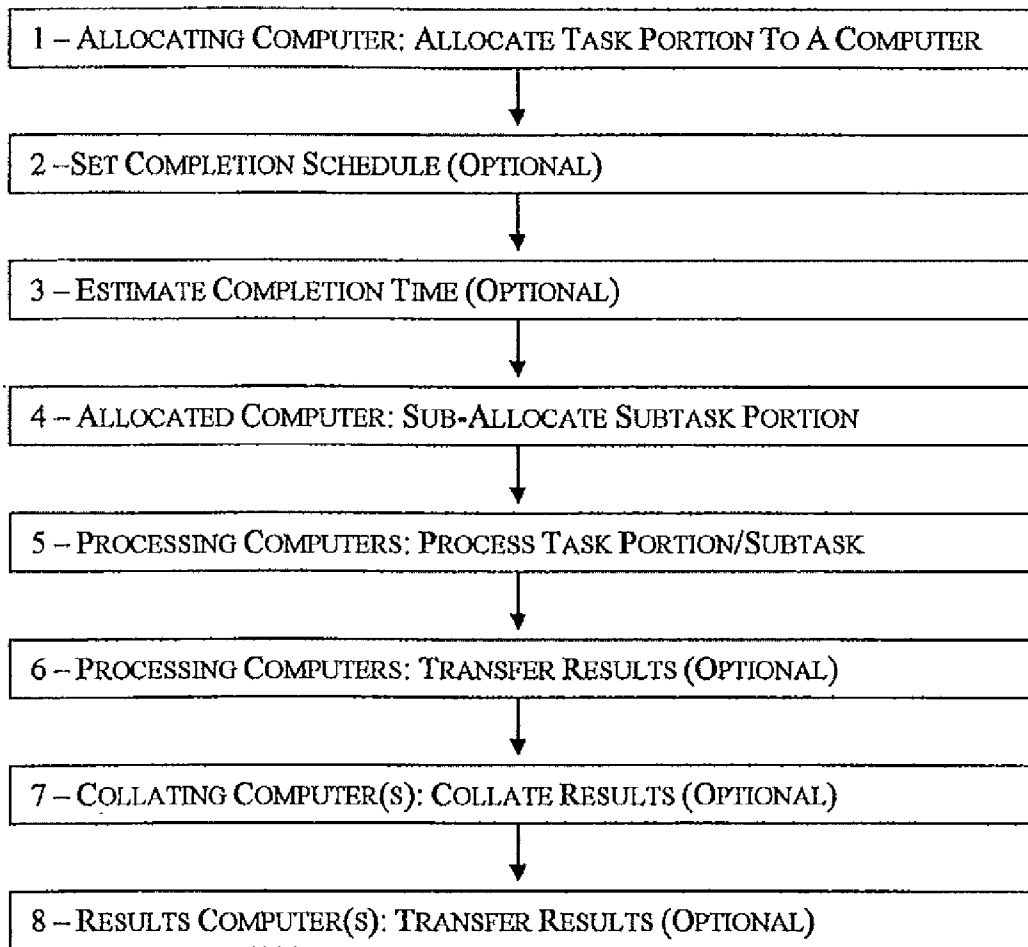 1 – ALLOCATING COMPUTER: ALLOCATE TASK PORTION TO A COMPUTER
2 –SET COMPLETION SCHEDULE (OPTIONAL)
3 – ESTIMATE COMPLETION TIME (OPTIONAL)
4 – ALLOCATED COMPUTER: SUB-ALLOCATE SUBTASK PORTION
5 – PROCESSING COMPUTERS: PROCESS TASK PORTION/SUBTASK
6 – PROCESSING COMPUTERS: TRANSFER RESULTS (OPTIONAL)
7 – COLLATING COMPUTER(S): COLLATE RESULTS (OPTIONAL)
8 – RESULTS COMPUTER(S): TRANSFER RESULTS (OPTIONAL)